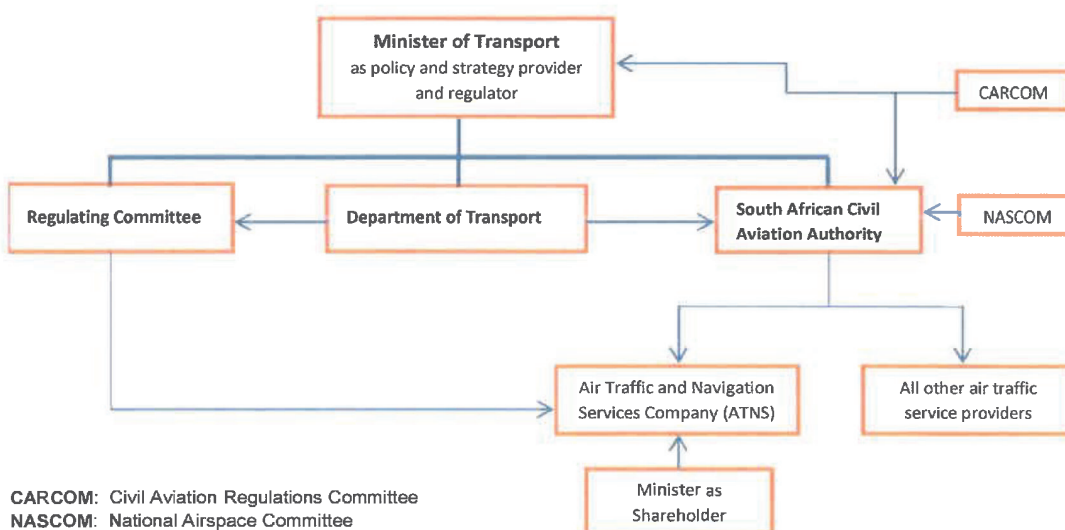 Minister of Transport
as policy and strategy provider
and regulator
CARCOM
Regulating Committee
Department of Transport
South African Civil
Aviation Authority
NASCOM
Air Traffic and Navigation
Services Company (ATNS)
All other air traffic
service providers
Minister as
Shareholder
CARCOM: Civil Aviation Regulations Committee
NASCOM: National Airspace Committee